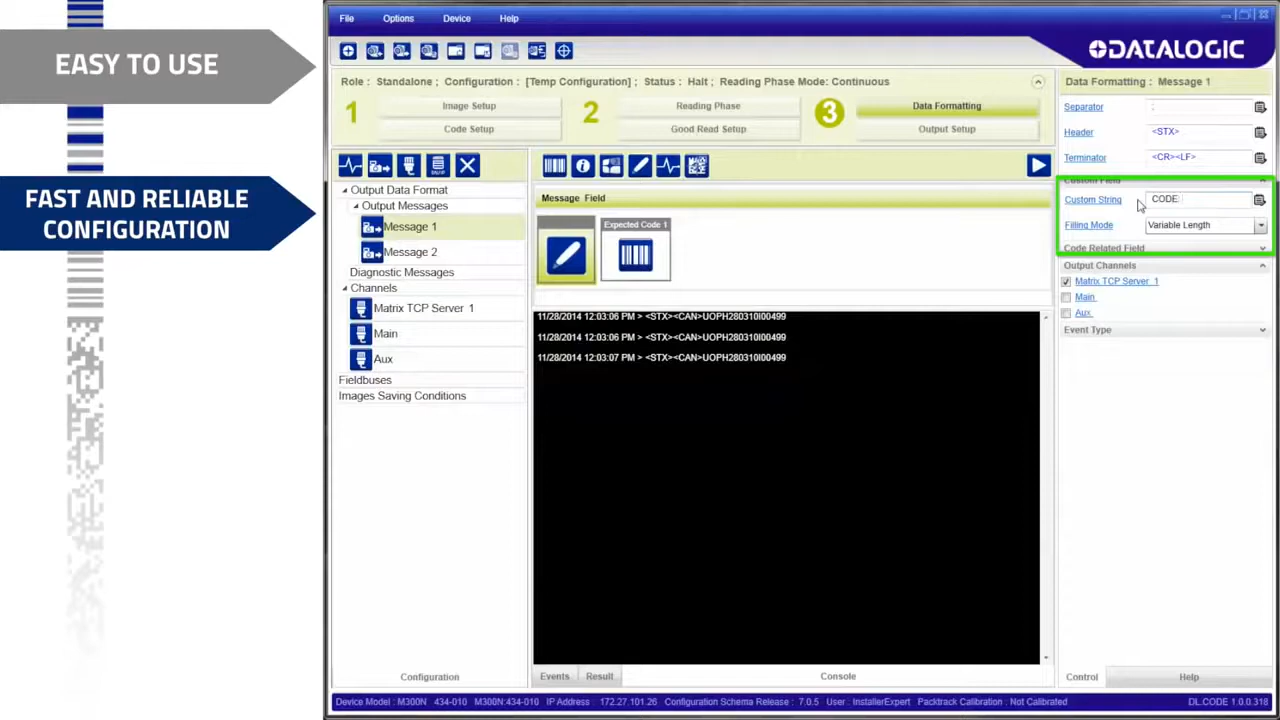 EASY TO USE
FAST AND RELIABLE
CONFIGURATION
File Options Device Help
DATALOGIC
Role : Standalone ; Configuration : [Temp Configuration] ; Status : Halt ; Reading Phase Mode: Continuous
1 Image Setup 2 Reading Phase 3 Data Formatting
Code Setup Good Read Setup Output Setup
Output Data Format
Output Messages
Message 1
Message 2
Diagnostic Messages
Channels
Matrix TCP Server 1
Main
Aux
Fieldbuses
Images Saving Conditions
Configuration
Message Field
Expected Code 1
11/28/2014 12:03:06 PM > <STX><CAN>UOPH280310I00499
11/28/2014 12:03:06 PM > <STX><CAN>UOPH280310I00499
11/28/2014 12:03:07 PM > <STX><CAN>UOPH280310I00499
Events Result Console
Data Formatting : Message 1
Separator :
Header <STX>
Terminator <CR><LF>
Custom Field
Custom String CODE:
Filling Mode Variable Length
Code Related Field
Output Channels
Matrix TCP Server 1
Main
Aux
Event Type
Control Help
Device Model : M300N 434-010 M300N:434-010 IP Address : 172.27.101.26 Configuration Schema Release : 7.0.5 User : InstallerExpert Packtrack Calibration : Not Calibrated DL.CODE 1.0.0.318